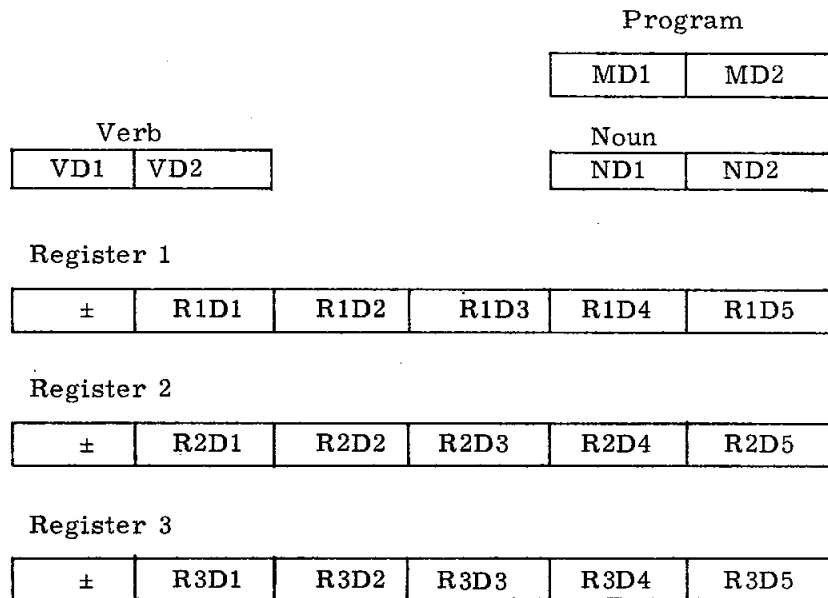 Program
MD1 MD2
Verb Noun
VD1 VD2 ND1 ND2
Register 1
± R1D1 R1D2 R1D3 R1D4 R1D5
Register 2
± R2D1 R2D2 R2D3 R2D4 R2D5
Register 3
± R3D1 R3D2 R3D3 R3D4 R3D5